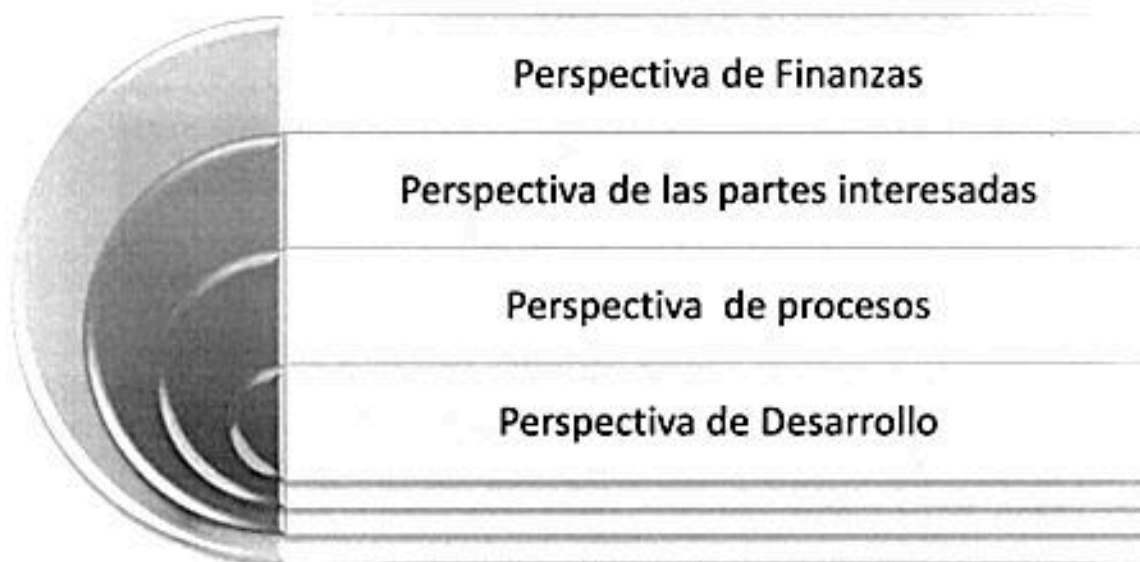 Perspectiva de Finanzas
Perspectiva de las partes interesadas
Perspectiva de procesos
Perspectiva de Desarrollo